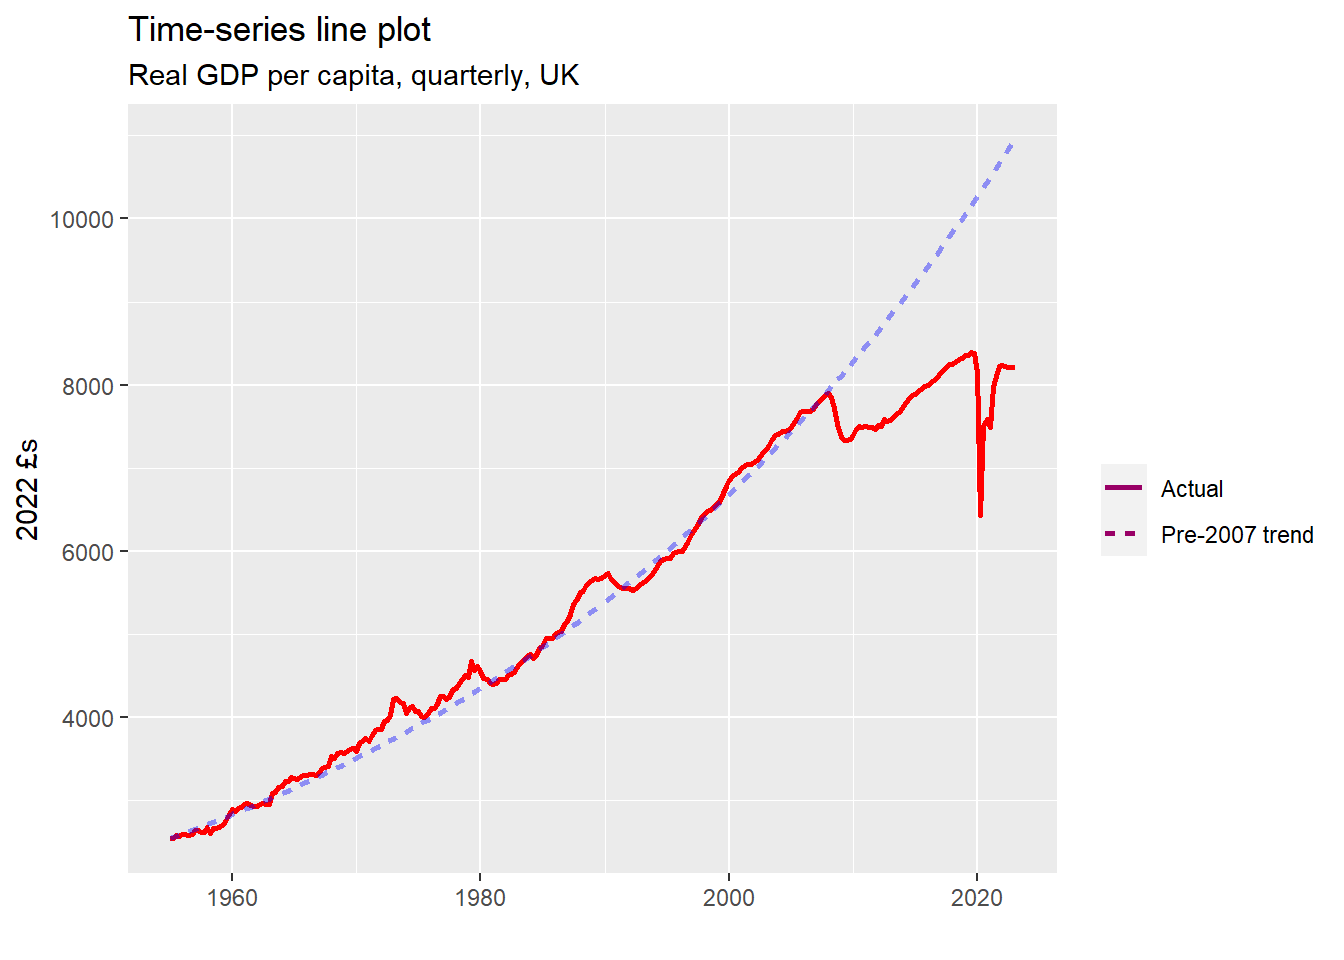 Time-series line plot
Real GDP per capita, quarterly, UK
2022 £s
10000
8000
6000
4000
1960 1980 2000 2020
Actual
Pre-2007 trend